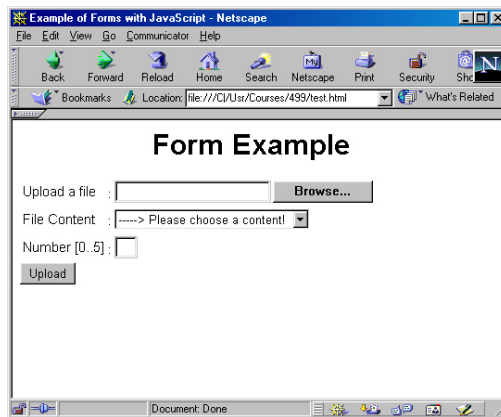 Example of Forms with JavaScript - Netscape
File Edit View Go Communicator Help
Back Forward Reload Home Search Netscape Print Security Sho
My
N
Bookmarks Location: file:///C|/Usr/Courses/499/test.html What's Related
Form Example
Upload a file : Browse...
File Content : -----> Please choose a content!
Number [0..5] :
Upload
Document: Done